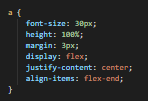 a {
    font-size: 30px;
    height: 100%;
    margin: 3px;
    display: flex;
    justify-content: center;
    align-items: flex-end;
}